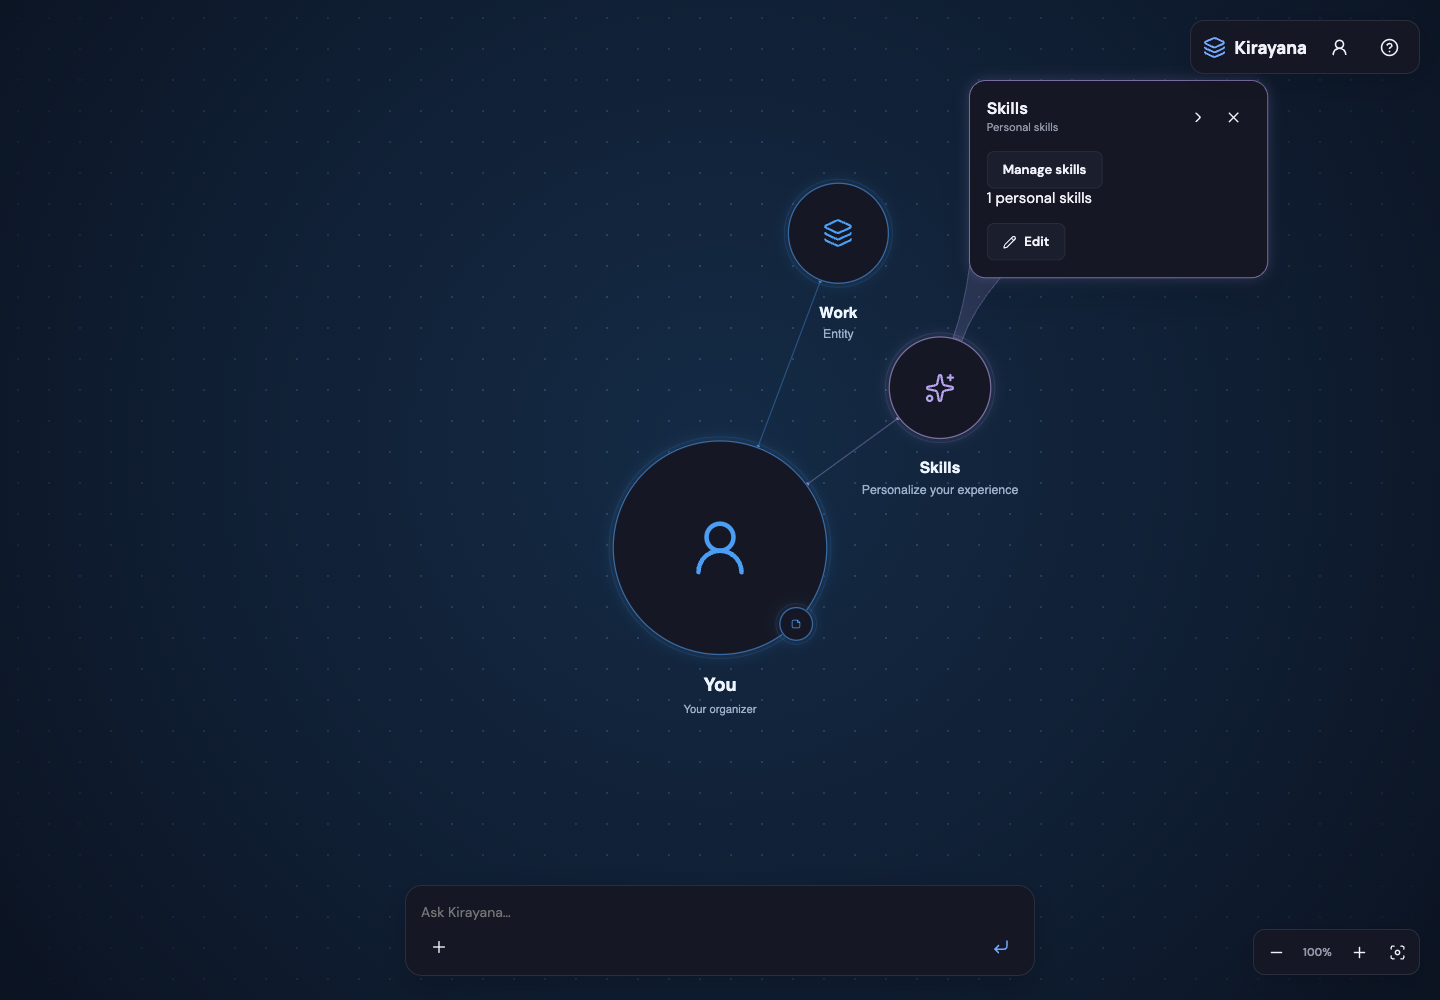 Kirayana
Skills
Personal skills
Manage skills
1 personal skills
Edit
Work
Entity
Skills
Personalize your experience
You
Your organizer
Ask Kirayana...
100%